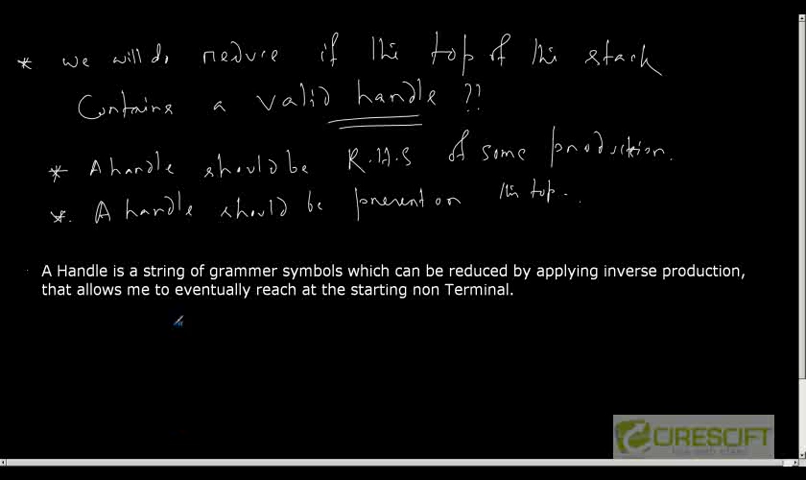 * we will do reduce if the top of the stack
Contains a valid handle ??
* A handle should be R.H.S of some production.
* A handle should be present on the top.
A Handle is a string of grammer symbols which can be reduced by applying inverse production,
that allows me to eventually reach at the starting non Terminal.
CIRESCIFT